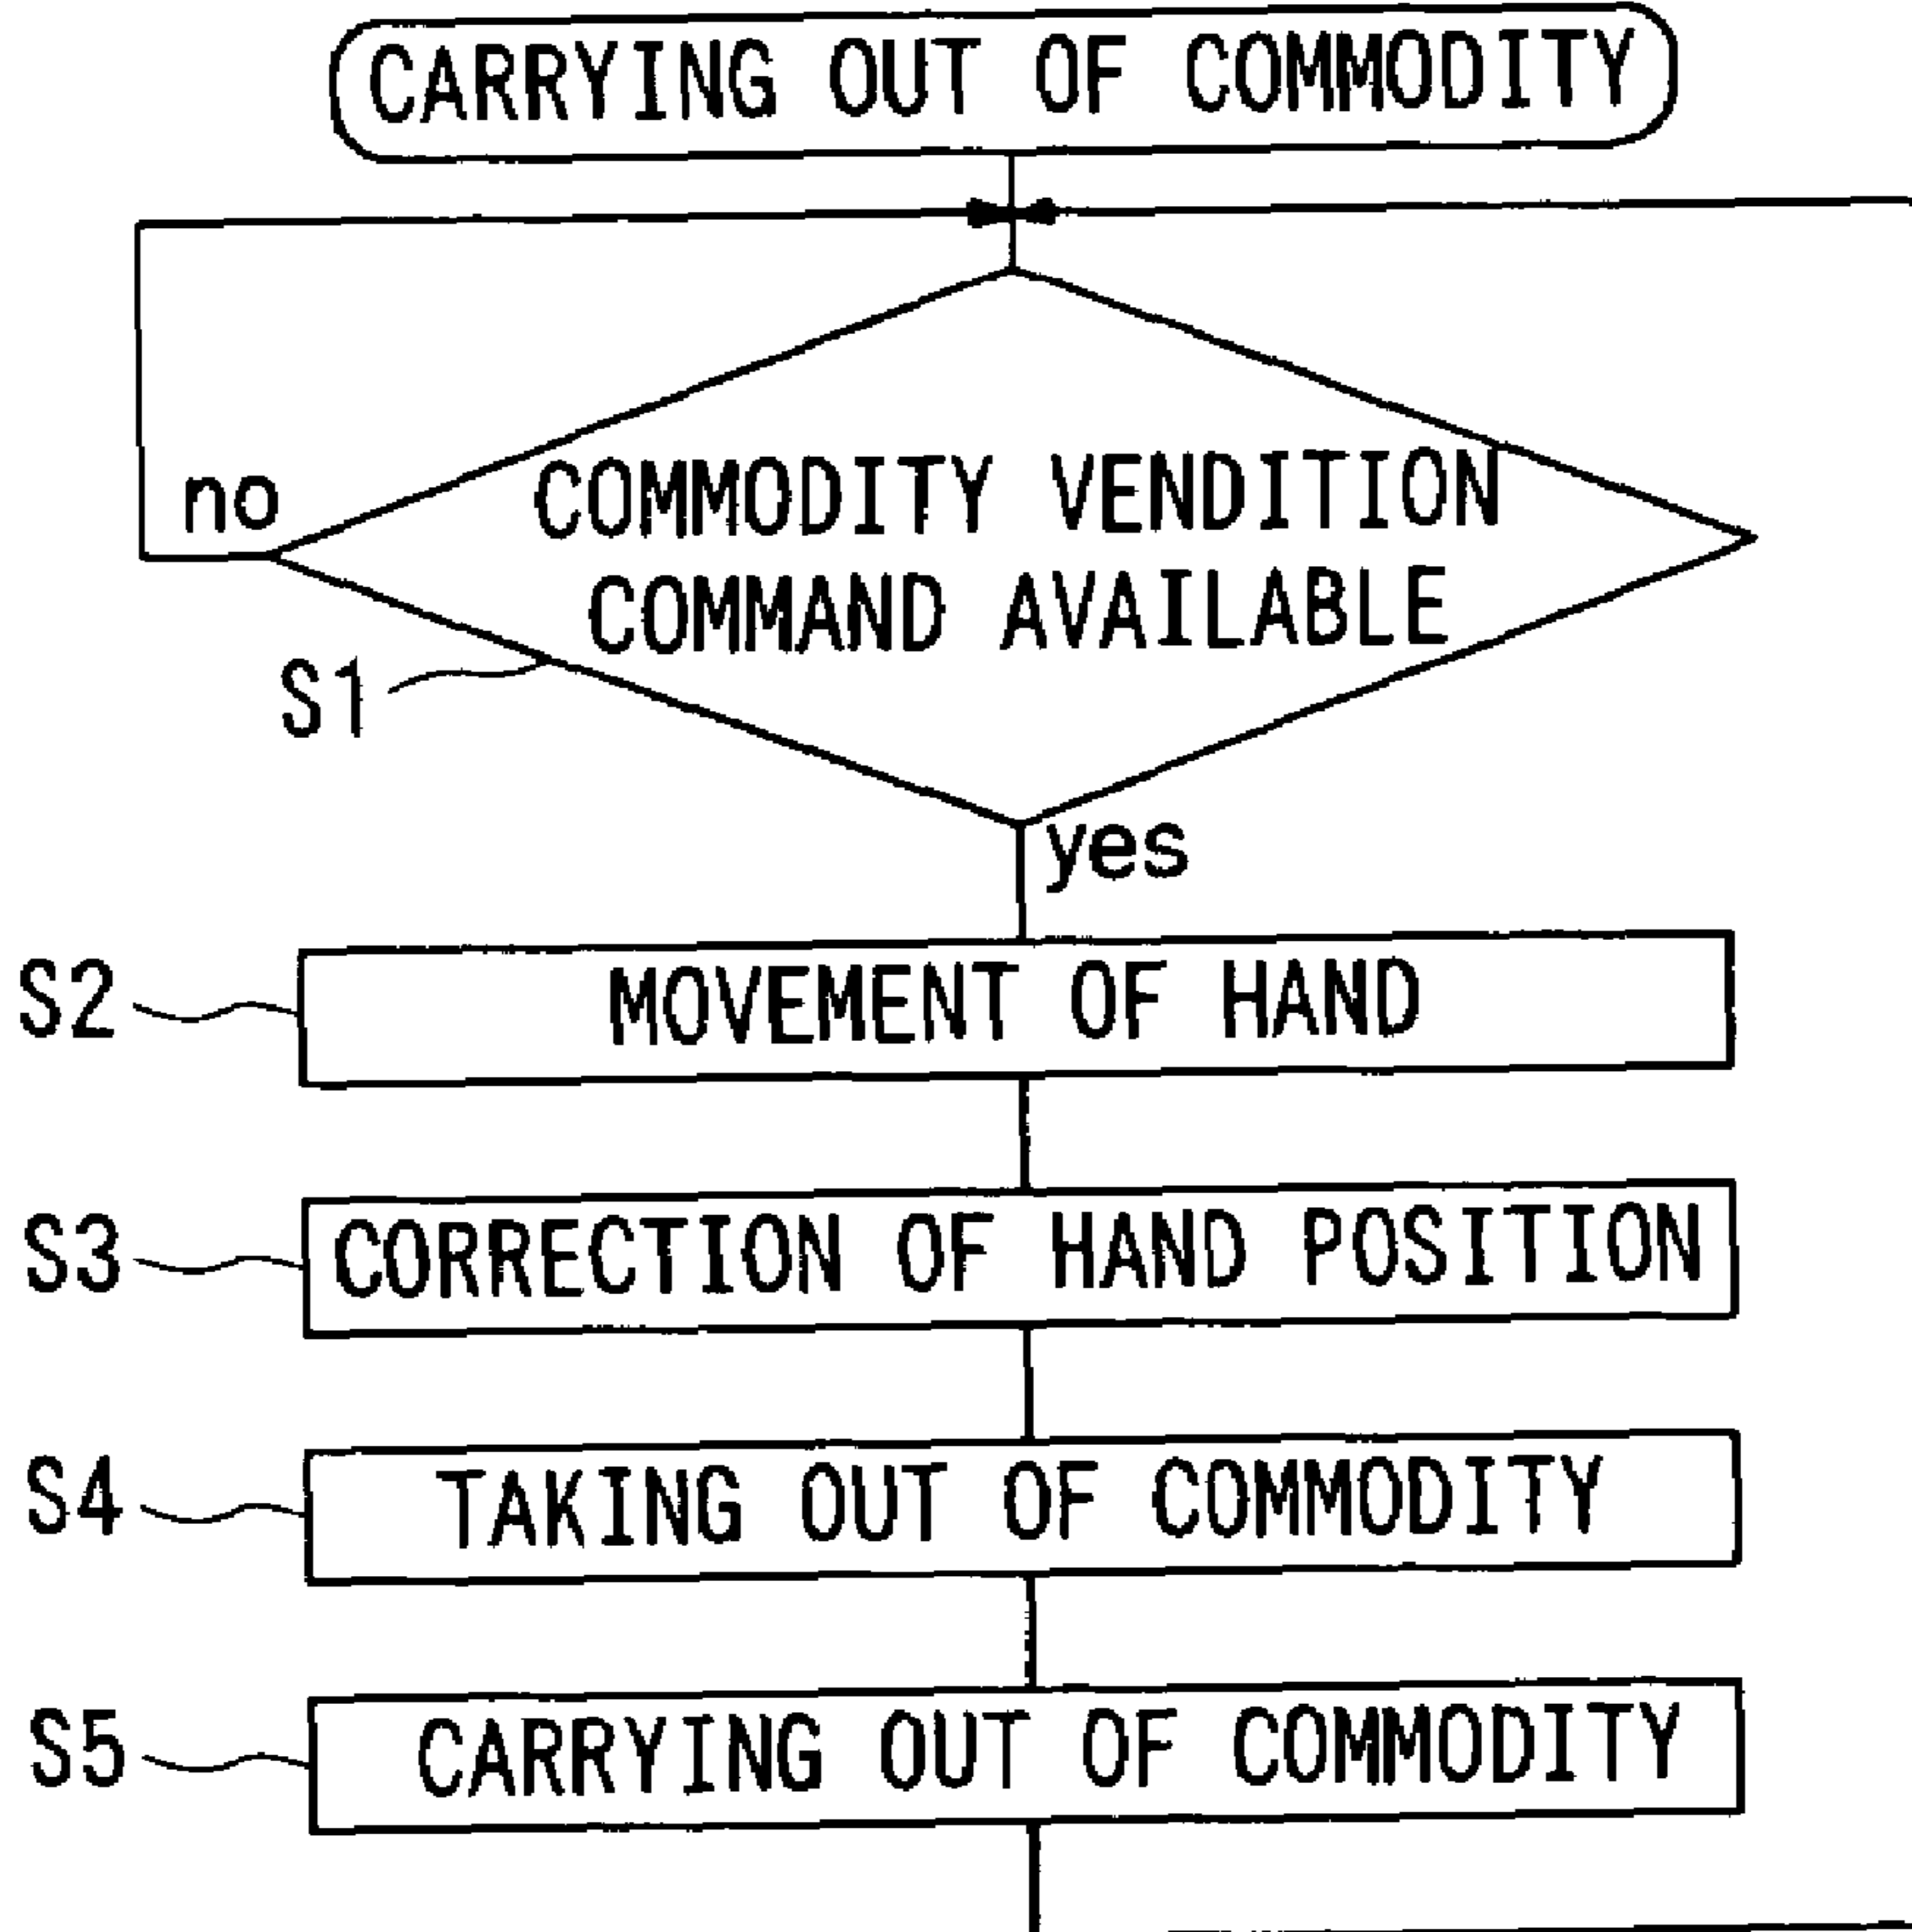 CARRYING OUT OF COMMODITY
no
COMMODITY VENDITION
COMMAND AVAILABLE
S1
yes
S2
MOVEMENT OF HAND
S3
CORRECTION OF HAND POSITION
S4
TAKING OUT OF COMMODITY
S5
CARRYING OUT OF COMMODITY